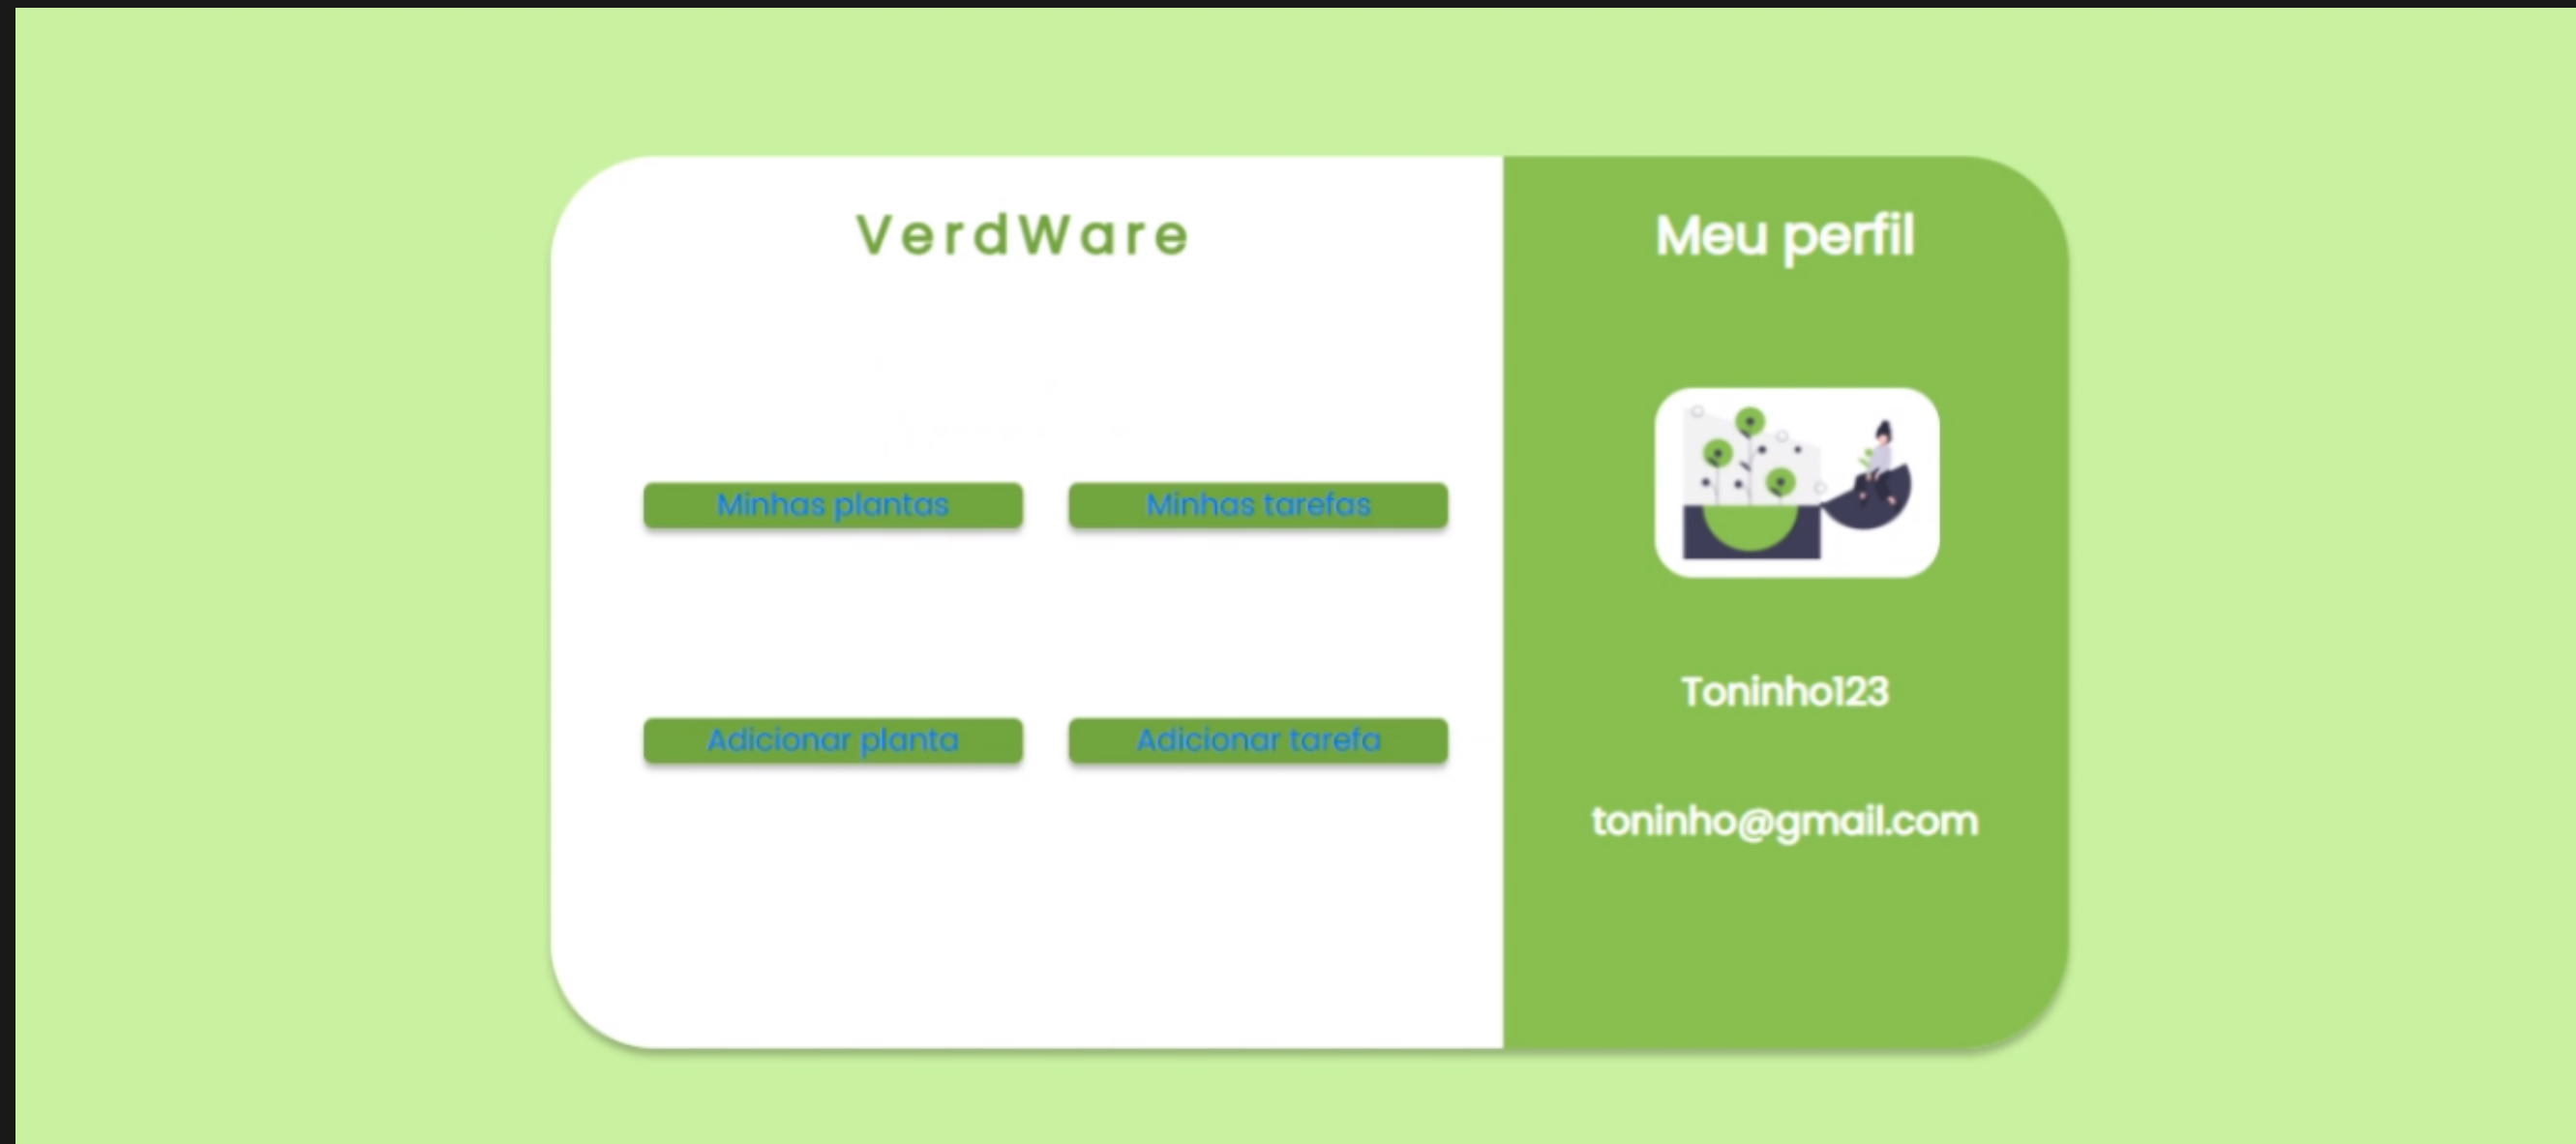 VerdWare
Meu perfil
Minhas plantas
Minhas tarefas
Adicionar planta
Adicionar tarefa
Toninho123
toninho@gmail.com